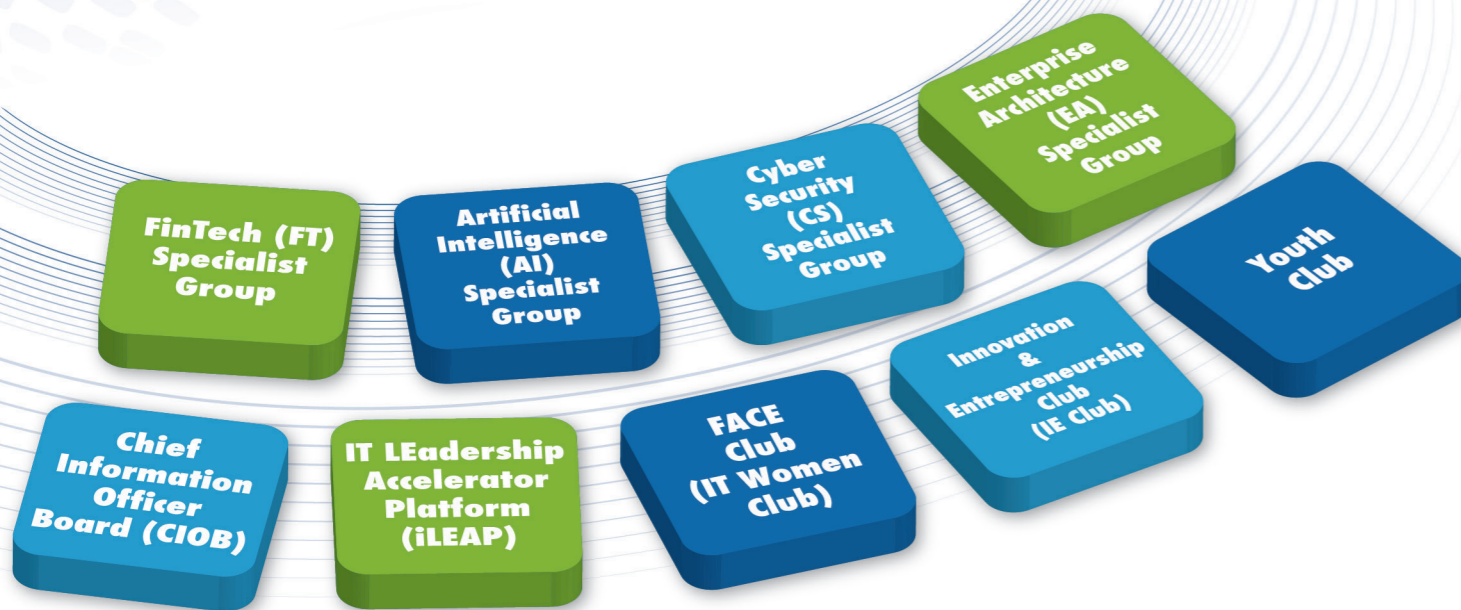 FinTech (FT)
Specialist
Group
Artificial
Intelligence
(AI)
Specialist
Group
Cyber
Security
(CS)
Specialist
Group
Enterprise
Architecture
(EA)
Specialist
Group
Chief
Information
Officer
Board (CIOB)
IT LEadership
Accelerator
Platform
(iLEAP)
FACE
Club
(IT Women
Club)
Innovation
&
Entrepreneurship
Club
(IE Club)
Youth
Club